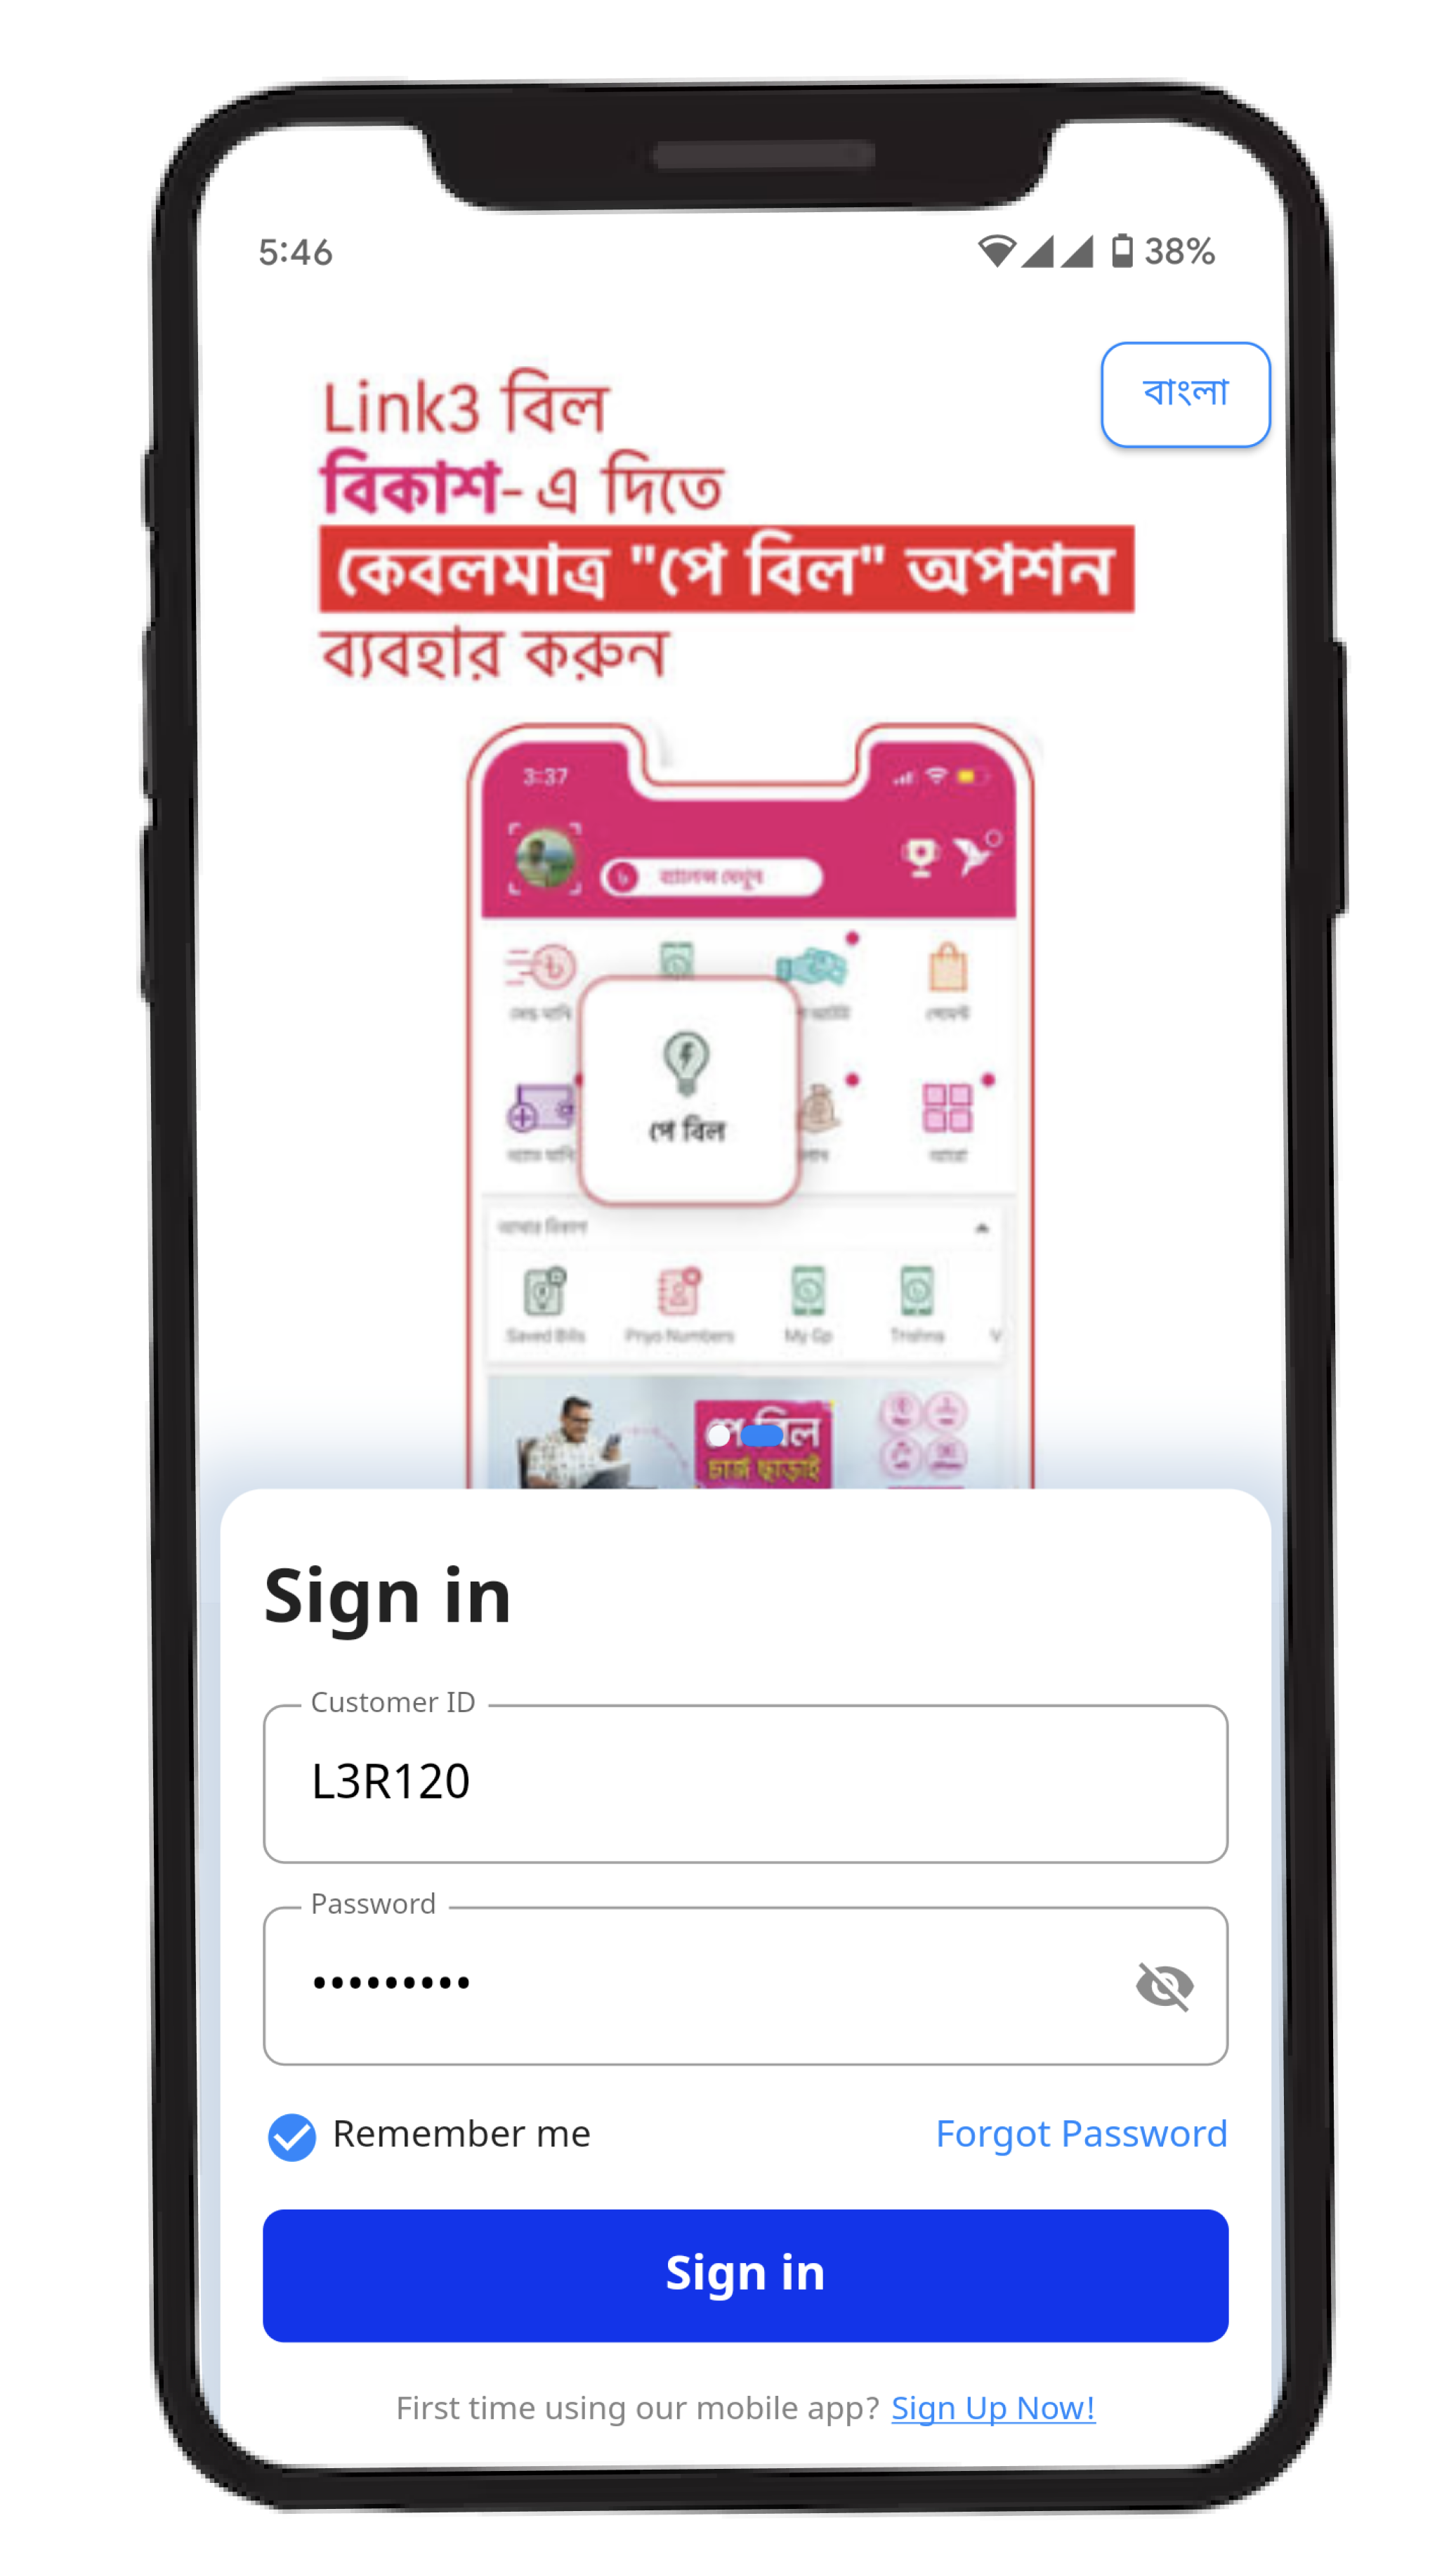 5:46
38%
বাংলা
Link3 বিল
বিকাশ-এ দিতে
কেবলমাত্র "পে বিল" অপশন
ব্যবহার করুন
3:37
ব্যালেন্স দেখুন
সেন্ড মানি
পেমেন্ট
পে বিল
আরো
আমার বিকাশ
Saved Bills
Priyo Numbers
My Gp
Trishna
V
পে বিল
চার্জ ছাড়াই
Sign in
Customer ID
L3R120
Password
•••••••••
Remember me
Forgot Password
Sign in
First time using our mobile app? Sign Up Now!